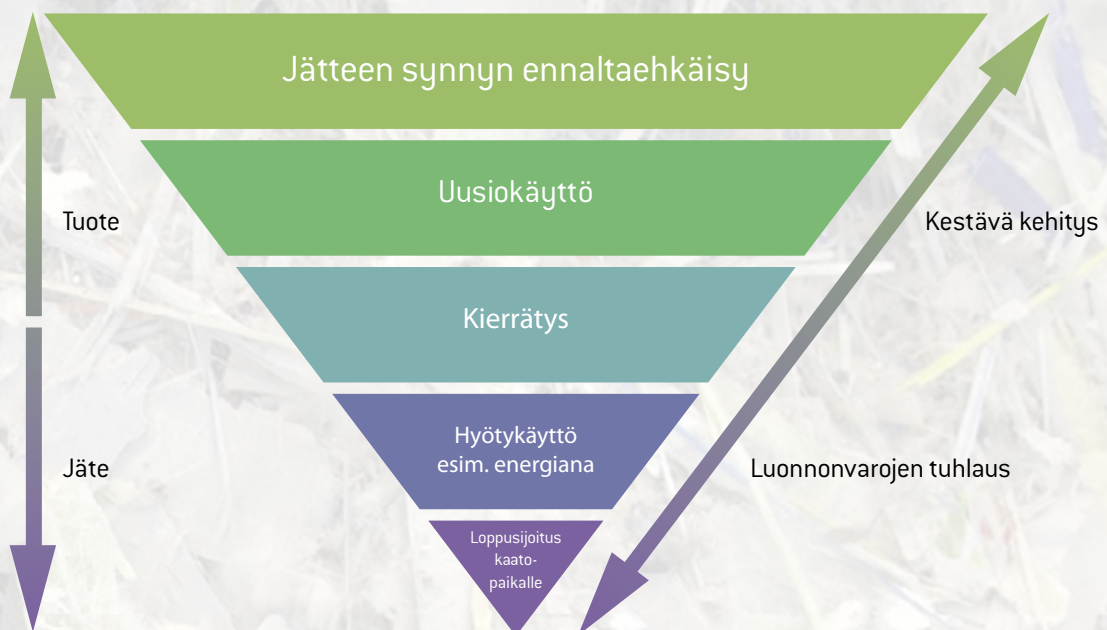 Jätteen synnyn ennaltaehkäisy
Uusiokäyttö
Tuote
Kestävä kehitys
Kierrätys
Hyötykäyttö
esim. energiana
Jäte
Luonnonvarojen tuhlaus
Loppusijoitus
kaato-
paikalle